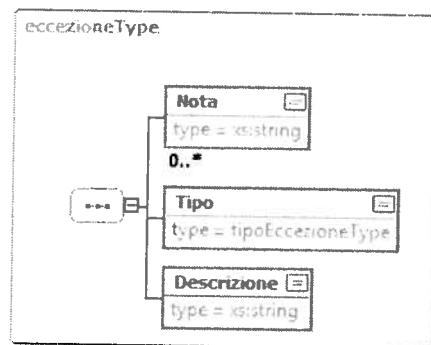 eccezioneType
Nota
type = xs:string
0..*
Tipo
type = tipoEccezioneType
Descrizione
type = xs:string